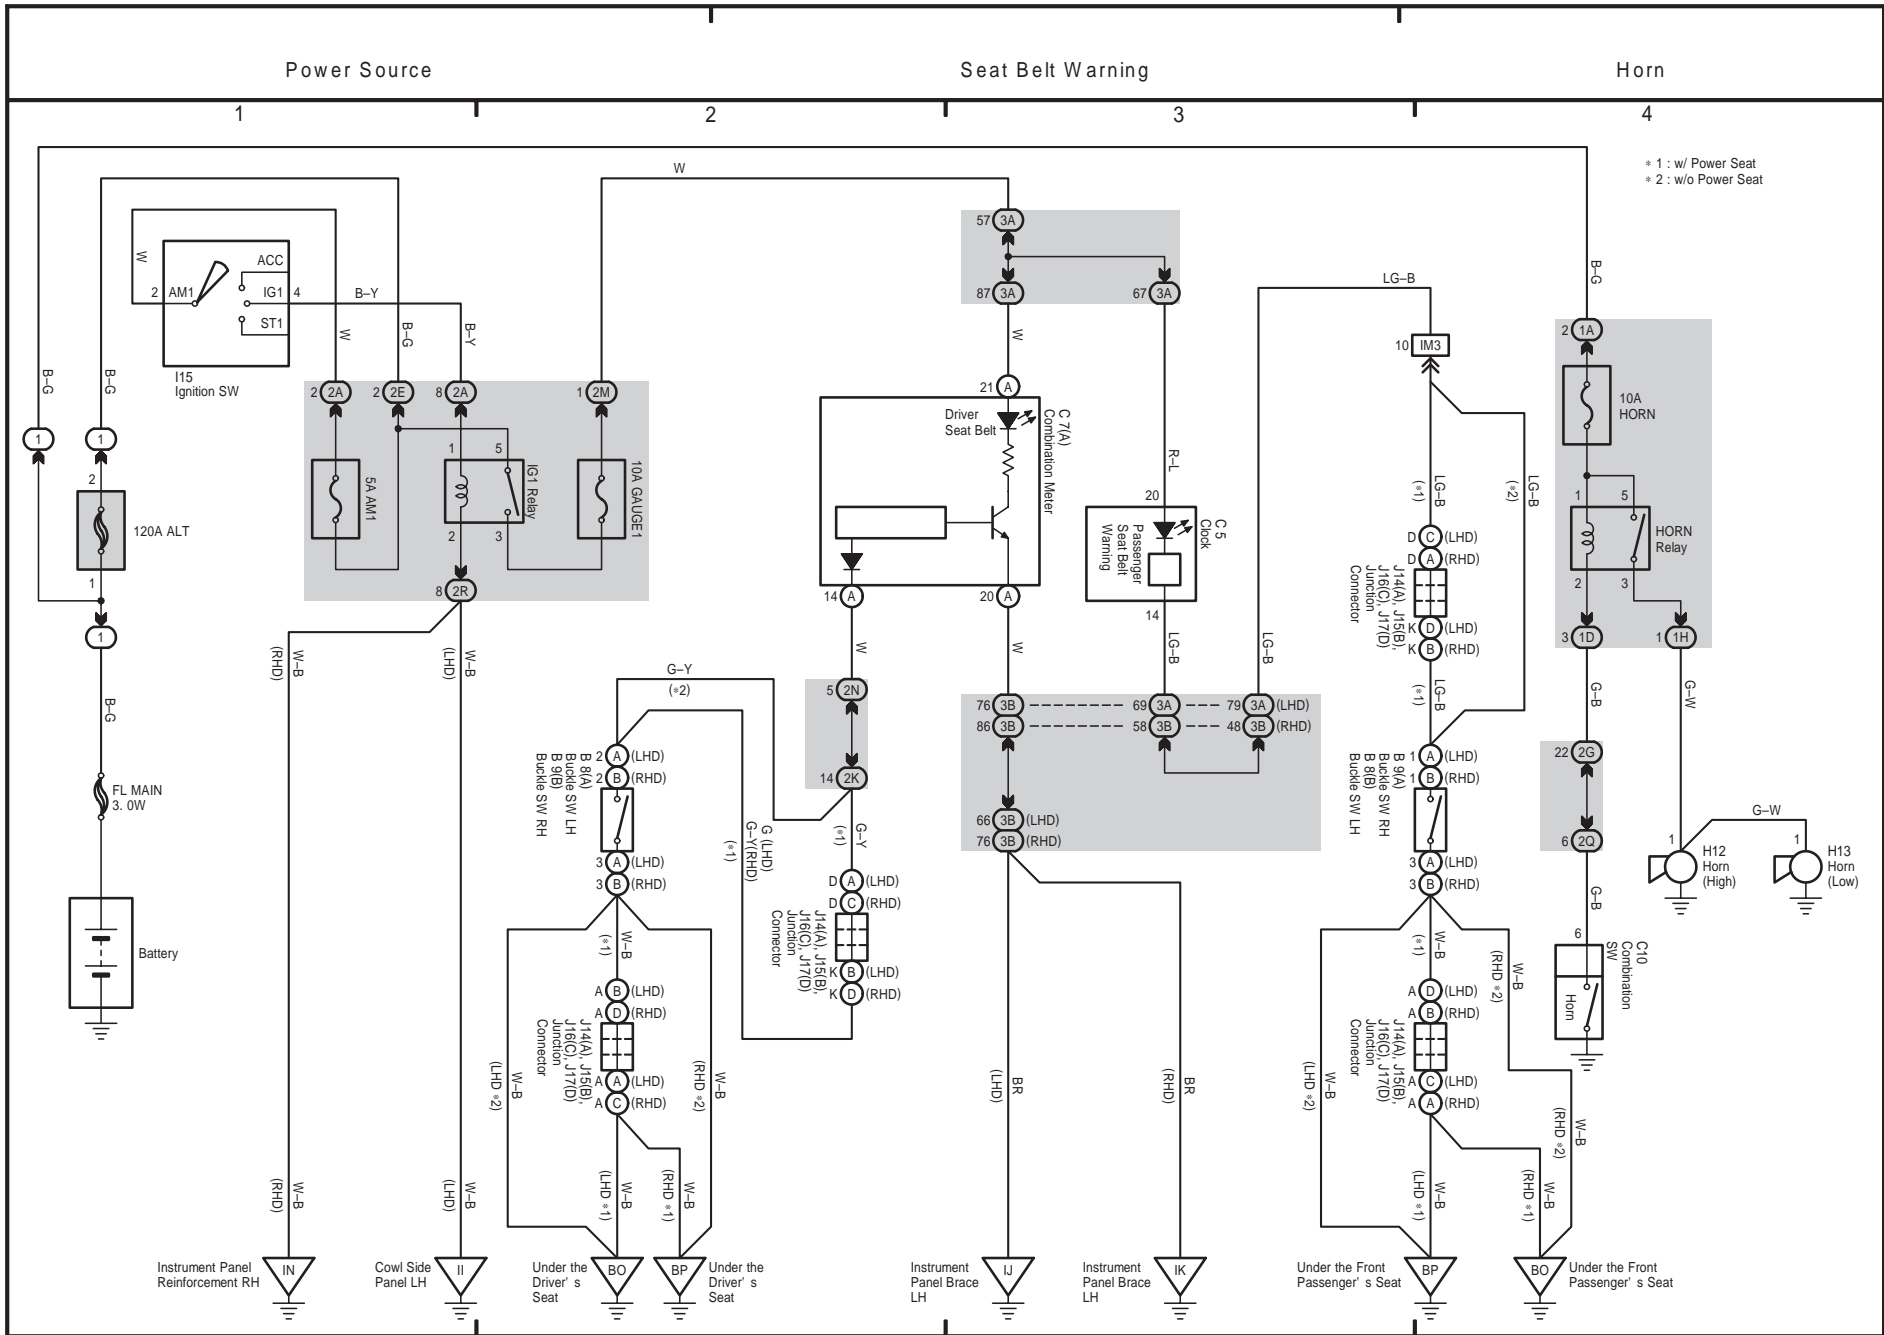 Power Source
Seat Belt Warning
Horn
1
2
3
4
* 1 : w/ Power Seat
* 2 : w/o Power Seat
W
W
2
AM1
ACC
IG1
ST1
4
B–Y
I15
Ignition SW
W
B–G
B–Y
B–G
B–G
1
1
2
120A ALT
1
1
B–G
FL MAIN
3. 0W
Battery
2 2A
2 2E
8 2A
1 2M
5A AM1
1
5
2
3
IG1 Relay
10A GAUGE1
8 2R
W–B
(RHD)
W–B
(LHD)
W–B
(RHD)
W–B
(LHD)
Instrument Panel
Reinforcement RH
IN
Cowl Side
Panel LH
II
57 3A
87 3A
67 3A
W
21 A
Driver
Seat Belt
C 7(A)
Combination Meter
14 A
20 A
W
W
R–L
20
C 5
Clock
Passenger
Seat Belt
Warning
14
LG–B
LG–B
G–Y
(*2)
5 2N
14 2K
G–Y
(*1)
G (LHD)
G–Y(RHD)
(*1)
D A (LHD)
D C (RHD)
J14(A), J15(B),
J16(C), J17(D)
Junction
Connector
K B (LHD)
K D (RHD)
2 A (LHD)
2 B (RHD)
B 8(A)
Buckle SW LH
B 9(B)
Buckle SW RH
3 A (LHD)
3 B (RHD)
W–B
(*1)
A B (LHD)
A D (RHD)
J14(A), J15(B),
J16(C), J17(D)
Junction
Connector
A A (LHD)
A C (RHD)
W–B
(LHD *2)
W–B
(RHD *2)
W–B
(LHD *1)
W–B
(RHD *1)
Under the
Driver' s
Seat
BO
BP
Under the
Driver' s
Seat
76 3B
69 3A
79 3A (LHD)
86 3B
58 3B
48 3B (RHD)
66 3B (LHD)
76 3B (RHD)
BR
(LHD)
BR
(RHD)
Instrument
Panel Brace
LH
IJ
Instrument
Panel Brace
LH
IK
LG–B
10 IM3
LG–B
(*1)
LG–B
(*2)
D C (LHD)
D A (RHD)
J14(A), J15(B),
J16(C), J17(D)
Junction
Connector
K D (LHD)
K B (RHD)
LG–B
(*1)
1 A (LHD)
1 B (RHD)
B 9(A)
Buckle SW RH
B 8(B)
Buckle SW LH
3 A (LHD)
3 B (RHD)
W–B
(*1)
W–B
(RHD *2)
A D (LHD)
A B (RHD)
J14(A), J15(B),
J16(C), J17(D)
Junction
Connector
A C (LHD)
A A (RHD)
W–B
(LHD *2)
W–B
(RHD *2)
W–B
(LHD *1)
W–B
(RHD *1)
Under the Front
Passenger' s Seat
BP
BO
Under the Front
Passenger' s Seat
B–G
2 1A
10A
HORN
1
5
HORN
Relay
2
3
3 1D
1 1H
G–B
G–W
22 2G
6 2Q
G–B
6
C10
Combination
SW
Horn
G–W
1
H12
Horn
(High)
1
H13
Horn
(Low)